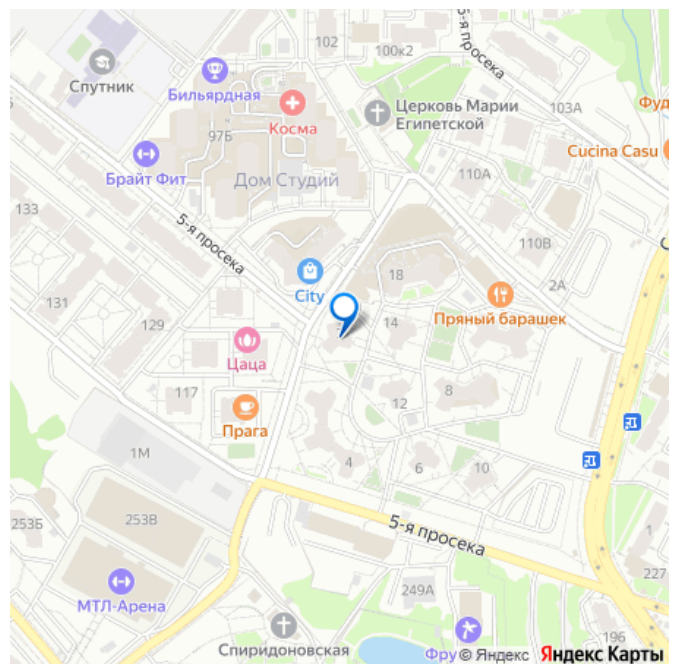 5-я просека
102
100к2
Спутник
Бильярдная
Косма
97Б
Церковь Марии
Египетской
103А
Фуд
Cucina Casu
Брайт Фит
Дом Студий
110А
133
5-я просека
110В
С
18
2А
City
131
Пряный барашек
129
14
Цаца
117
8
12
Прага
1М
4
6
10
253Б
253В
5-я просека
1
227
МТЛ-Арена
249А
196
Спиридоновская
Фру
© Яндекс
Яндекс Карты